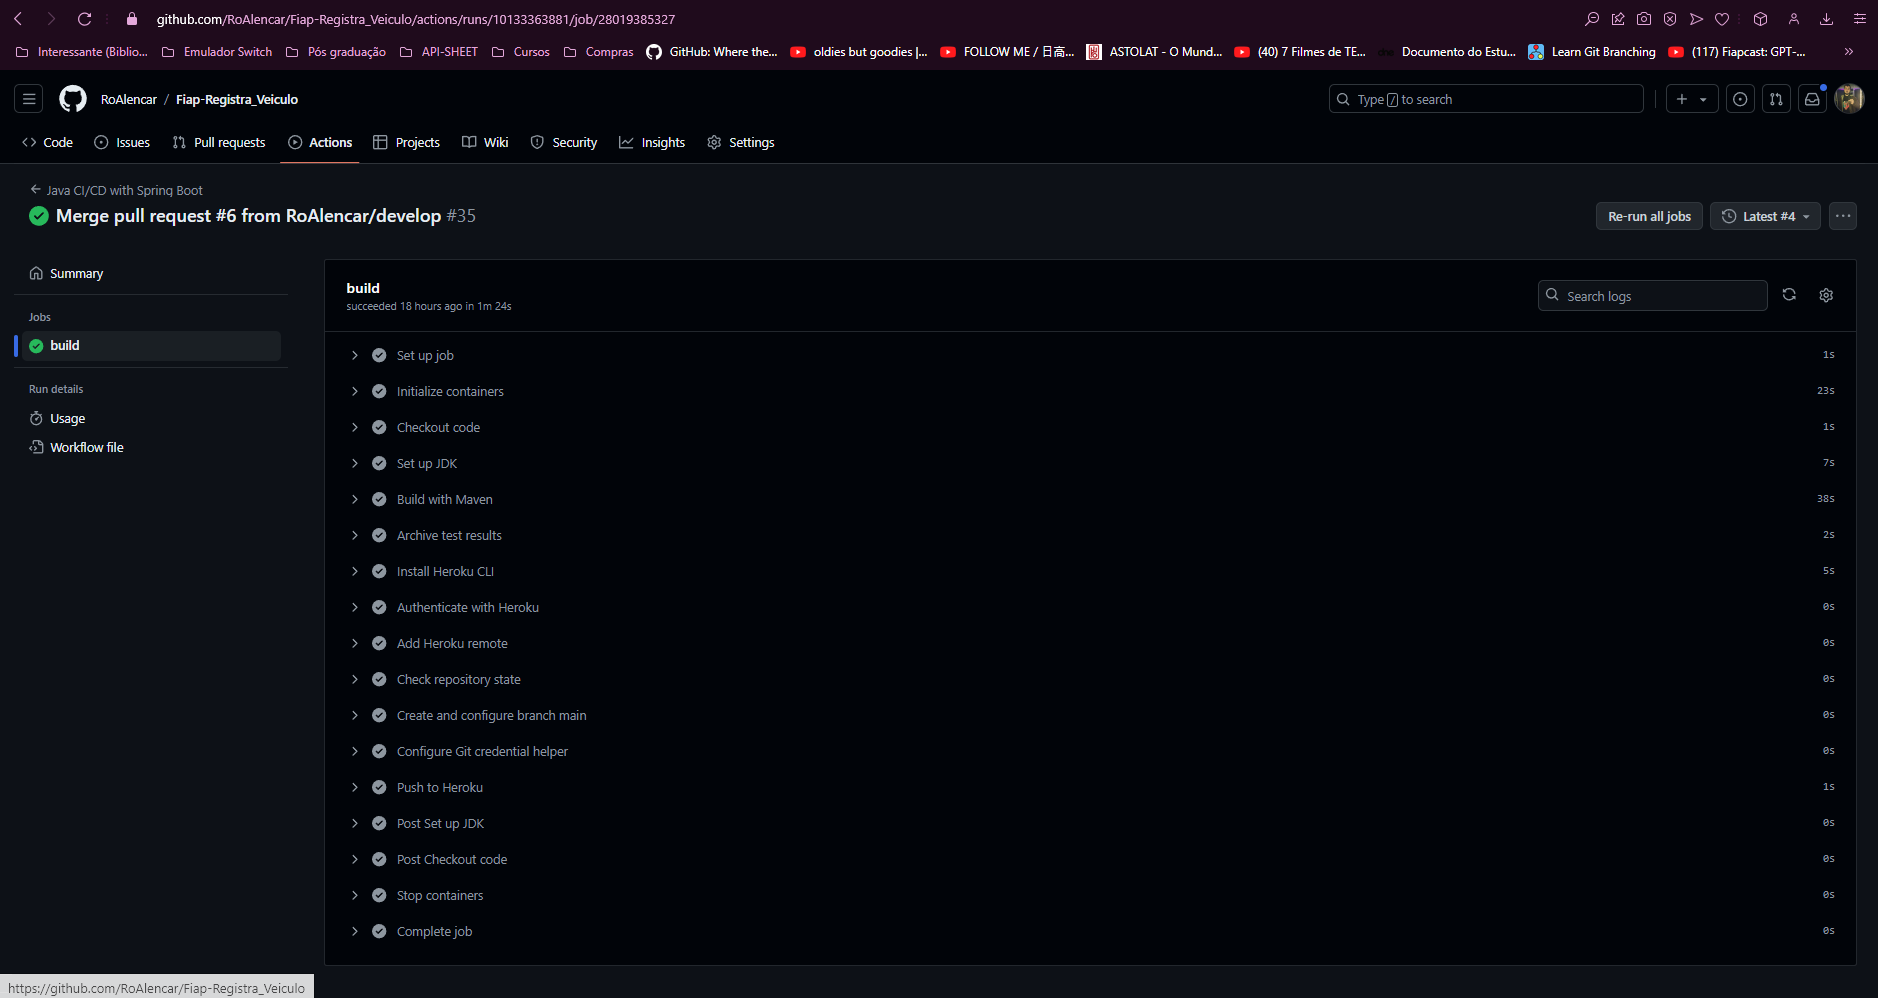 github.com/RoAlencar/Fiap-Registra_Veiculo/actions/runs/10133363881/job/28019385327
Interessante (Biblio... Emulador Switch Pós graduação API-SHEET Cursos Compras GitHub: Where the... oldies but goodies |... FOLLOW ME / 日高... ASTOLAT - O Mund... (40) 7 Filmes de TE... Documento do Estu... Learn Git Branching (117) Fiapcast: GPT-... »
RoAlencar / Fiap-Registra_Veiculo Type / to search
Code Issues Pull requests Actions Projects Wiki Security Insights Settings
Java CI/CD with Spring Boot
Merge pull request #6 from RoAlencar/develop #35 Re-run all jobs Latest #4
Summary
Jobs
build
Run details
Usage
Workflow file
build
succeeded 18 hours ago in 1m 24s
Search logs
Set up job 1s
Initialize containers 23s
Checkout code 1s
Set up JDK 7s
Build with Maven 38s
Archive test results 2s
Install Heroku CLI 5s
Authenticate with Heroku 0s
Add Heroku remote 0s
Check repository state 0s
Create and configure branch main 0s
Configure Git credential helper 0s
Push to Heroku 1s
Post Set up JDK 0s
Post Checkout code 0s
Stop containers 0s
Complete job 0s
https://github.com/RoAlencar/Fiap-Registra_Veiculo